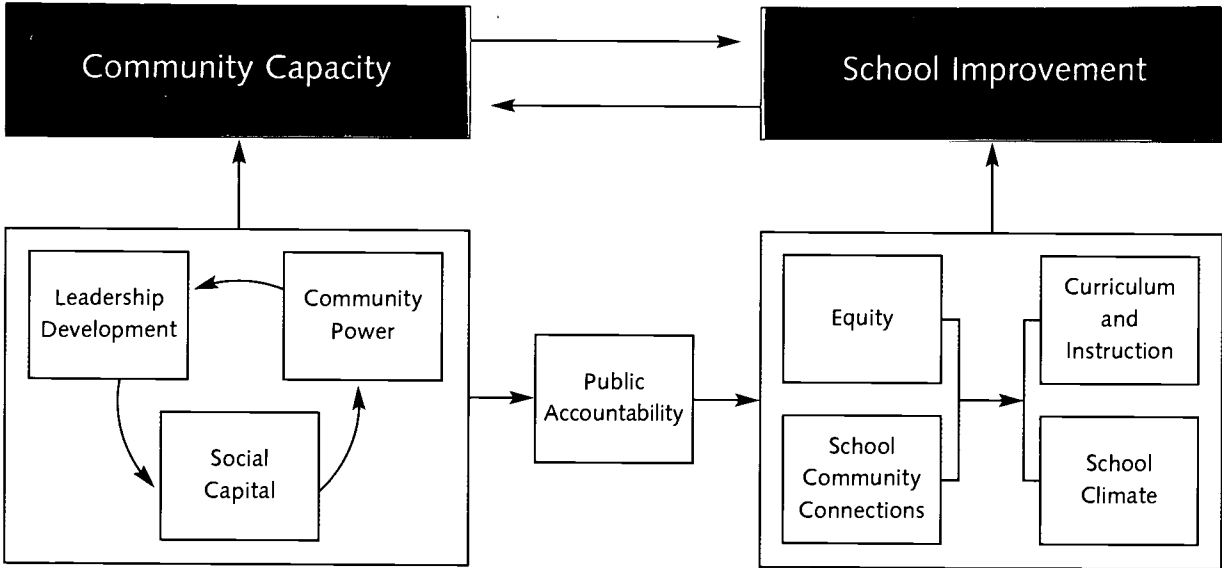 Community Capacity
School Improvement
Leadership
Development
Community
Power
Social
Capital
Public
Accountability
Equity
School
Community
Connections
Curriculum
and
Instruction
School
Climate